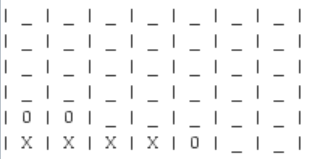 | _ | _ | _ | _ | _ | _ | _ |
| _ | _ | _ | _ | _ | _ | _ |
| _ | _ | _ | _ | _ | _ | _ |
| _ | _ | _ | _ | _ | _ | _ |
| O | O | _ | _ | _ | _ | _ |
| X | X | X | X | O | _ | _ |